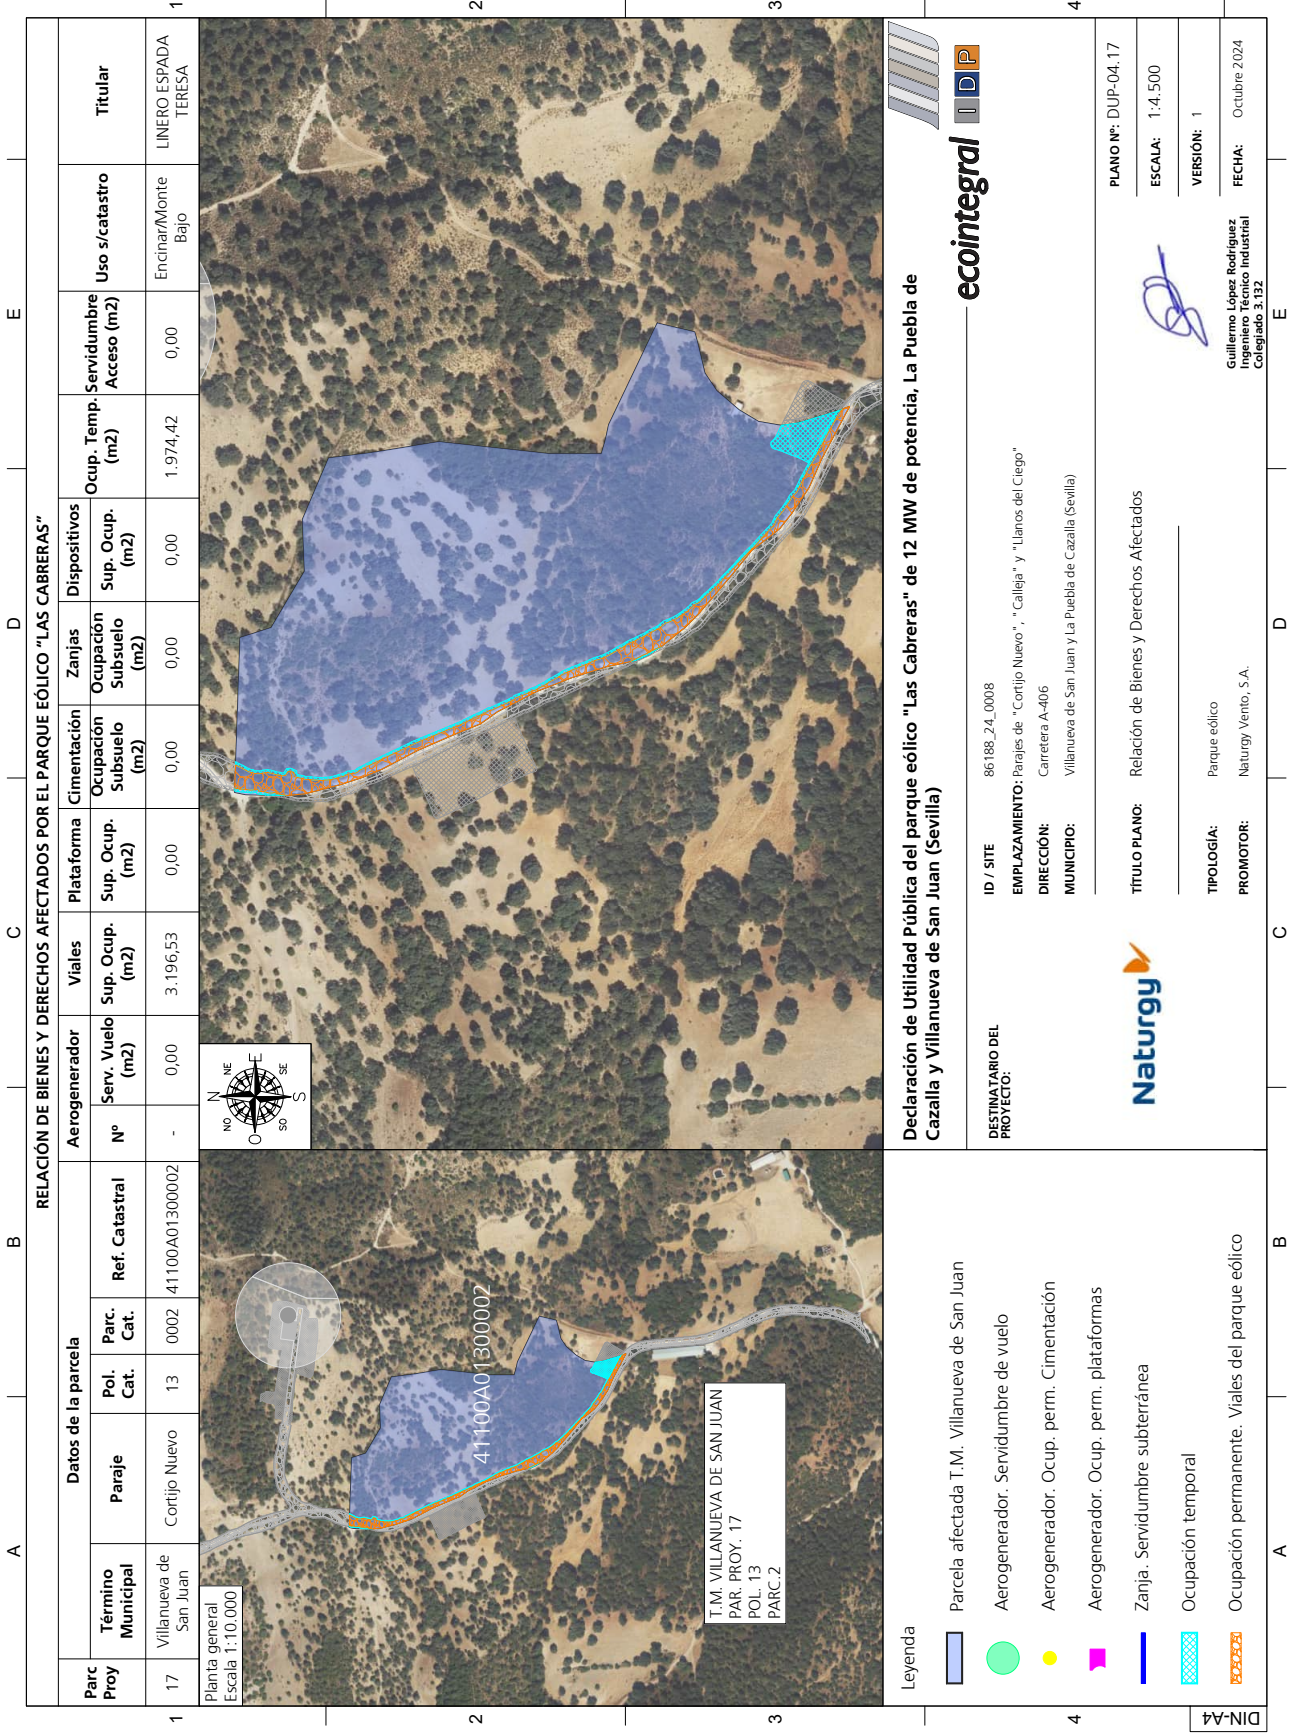 A
B
C
D
E
RELACIÓN DE BIENES Y DERECHOS AFECTADOS POR EL PARQUE EÓLICO "LAS CABRERAS"
Parc Proy
Datos de la parcela
Aerogenerador
Viales
Plataforma
Cimentación
Zanjas
Dispositivos
Ocup. Temp. (m2)
Servidumbre Acceso (m2)
Uso s/catastro
Titular
Término Municipal
Paraje
Pol. Cat.
Parc. Cat.
Ref. Catastral
Nº
Serv. Vuelo (m2)
Sup. Ocup. (m2)
Sup. Ocup. (m2)
Ocupación Subsuelo (m2)
Ocupación Subsuelo (m2)
Sup. Ocup. (m2)
17
Villanueva de San Juan
Cortijo Nuevo
13
0002
41100A01300002
-
0,00
3.196,53
0,00
0,00
0,00
0,00
1.974,42
0,00
Encinar/Monte Bajo
LINERO ESPADA TERESA
1
2
3
4
1
2
3
4
Planta general
Escala 1:10.000
41100A01300002
T.M. VILLANUEVA DE SAN JUAN
PAR. PROY. 17
POL. 13
PARC.2
N
NE
E
SE
S
SO
O
NO
Leyenda
Parcela afectada T.M. Villanueva de San Juan
Aerogenerador. Servidumbre de vuelo
Aerogenerador. Ocup. perm. Cimentación
Aerogenerador. Ocup. perm. plataformas
Zanja. Servidumbre subterránea
Ocupación temporal
Ocupación permanente. Viales del parque eólico
Declaración de Utilidad Pública del parque eólico "Las Cabreras" de 12 MW de potencia, La Puebla de
Cazalla y Villanueva de San Juan (Sevilla)
ecointegral
IDP
DESTINATARIO DEL
PROYECTO:
Naturgy
ID / SITE 86188_24_0008
EMPLAZAMIENTO: Parajes de "Cortijo Nuevo", "Calleja" y "Llanos del Ciego"
DIRECCIÓN: Carretera A-406
MUNICIPIO: Villanueva de San Juan y La Puebla de Cazalla (Sevilla)
TÍTULO PLANO: Relación de Bienes y Derechos Afectados
TIPOLOGÍA: Parque eólico
PROMOTOR: Naturgy Vento, S.A.
Guillermo López Rodríguez
Ingeniero Técnico Industrial
Colegiado 3.132
PLANO Nº: DUP-04.17
ESCALA: 1:4.500
VERSIÓN: 1
FECHA: Octubre 2024
DIN-A4
A
B
C
D
E